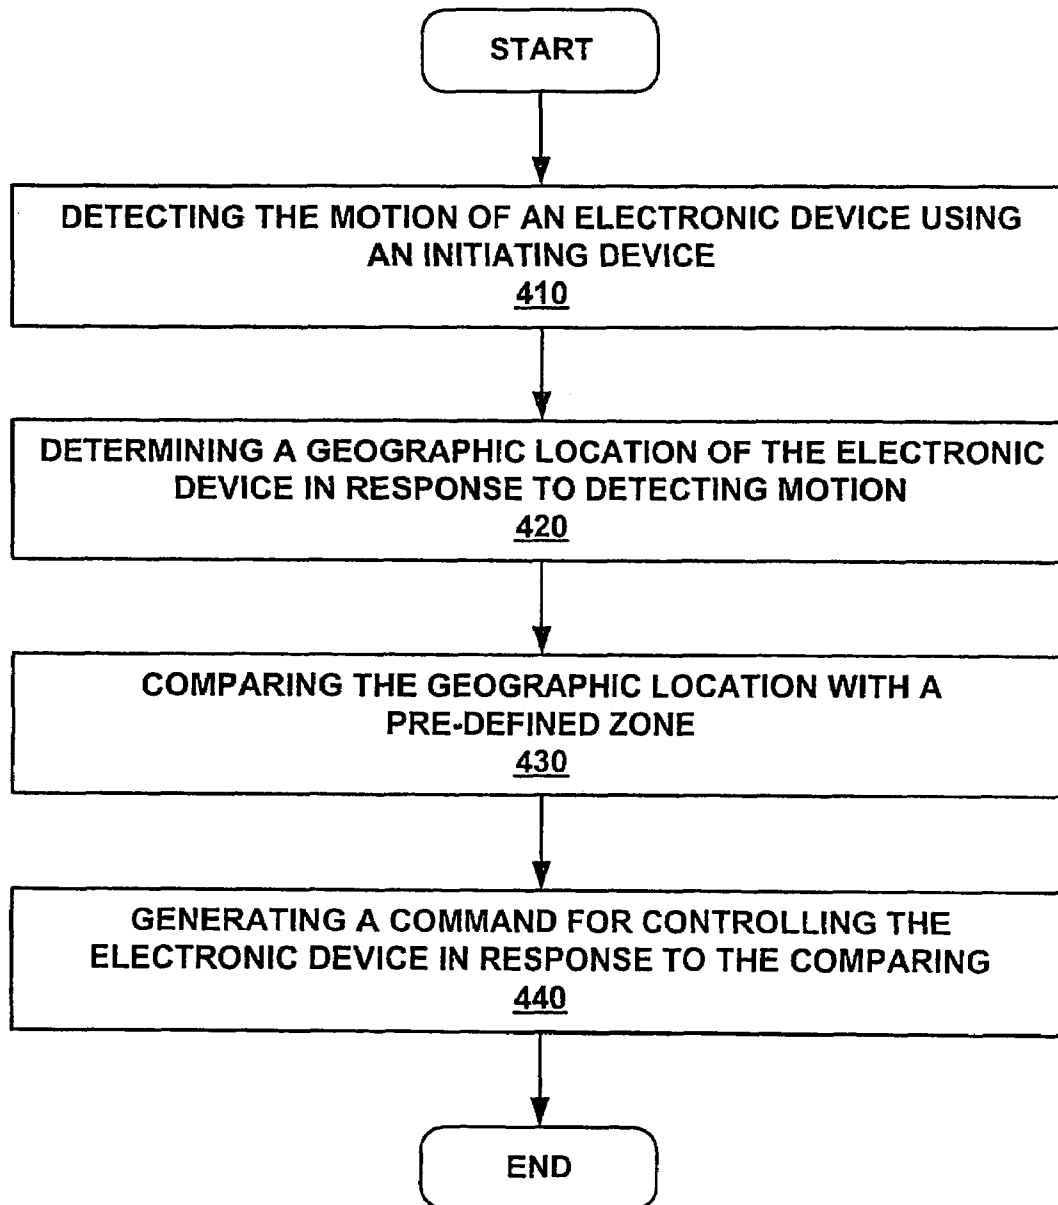 START
DETECTING THE MOTION OF AN ELECTRONIC DEVICE USING
AN INITIATING DEVICE
410
DETERMINING A GEOGRAPHIC LOCATION OF THE ELECTRONIC
DEVICE IN RESPONSE TO DETECTING MOTION
420
COMPARING THE GEOGRAPHIC LOCATION WITH A
PRE-DEFINED ZONE
430
GENERATING A COMMAND FOR CONTROLLING THE
ELECTRONIC DEVICE IN RESPONSE TO THE COMPARING
440
END